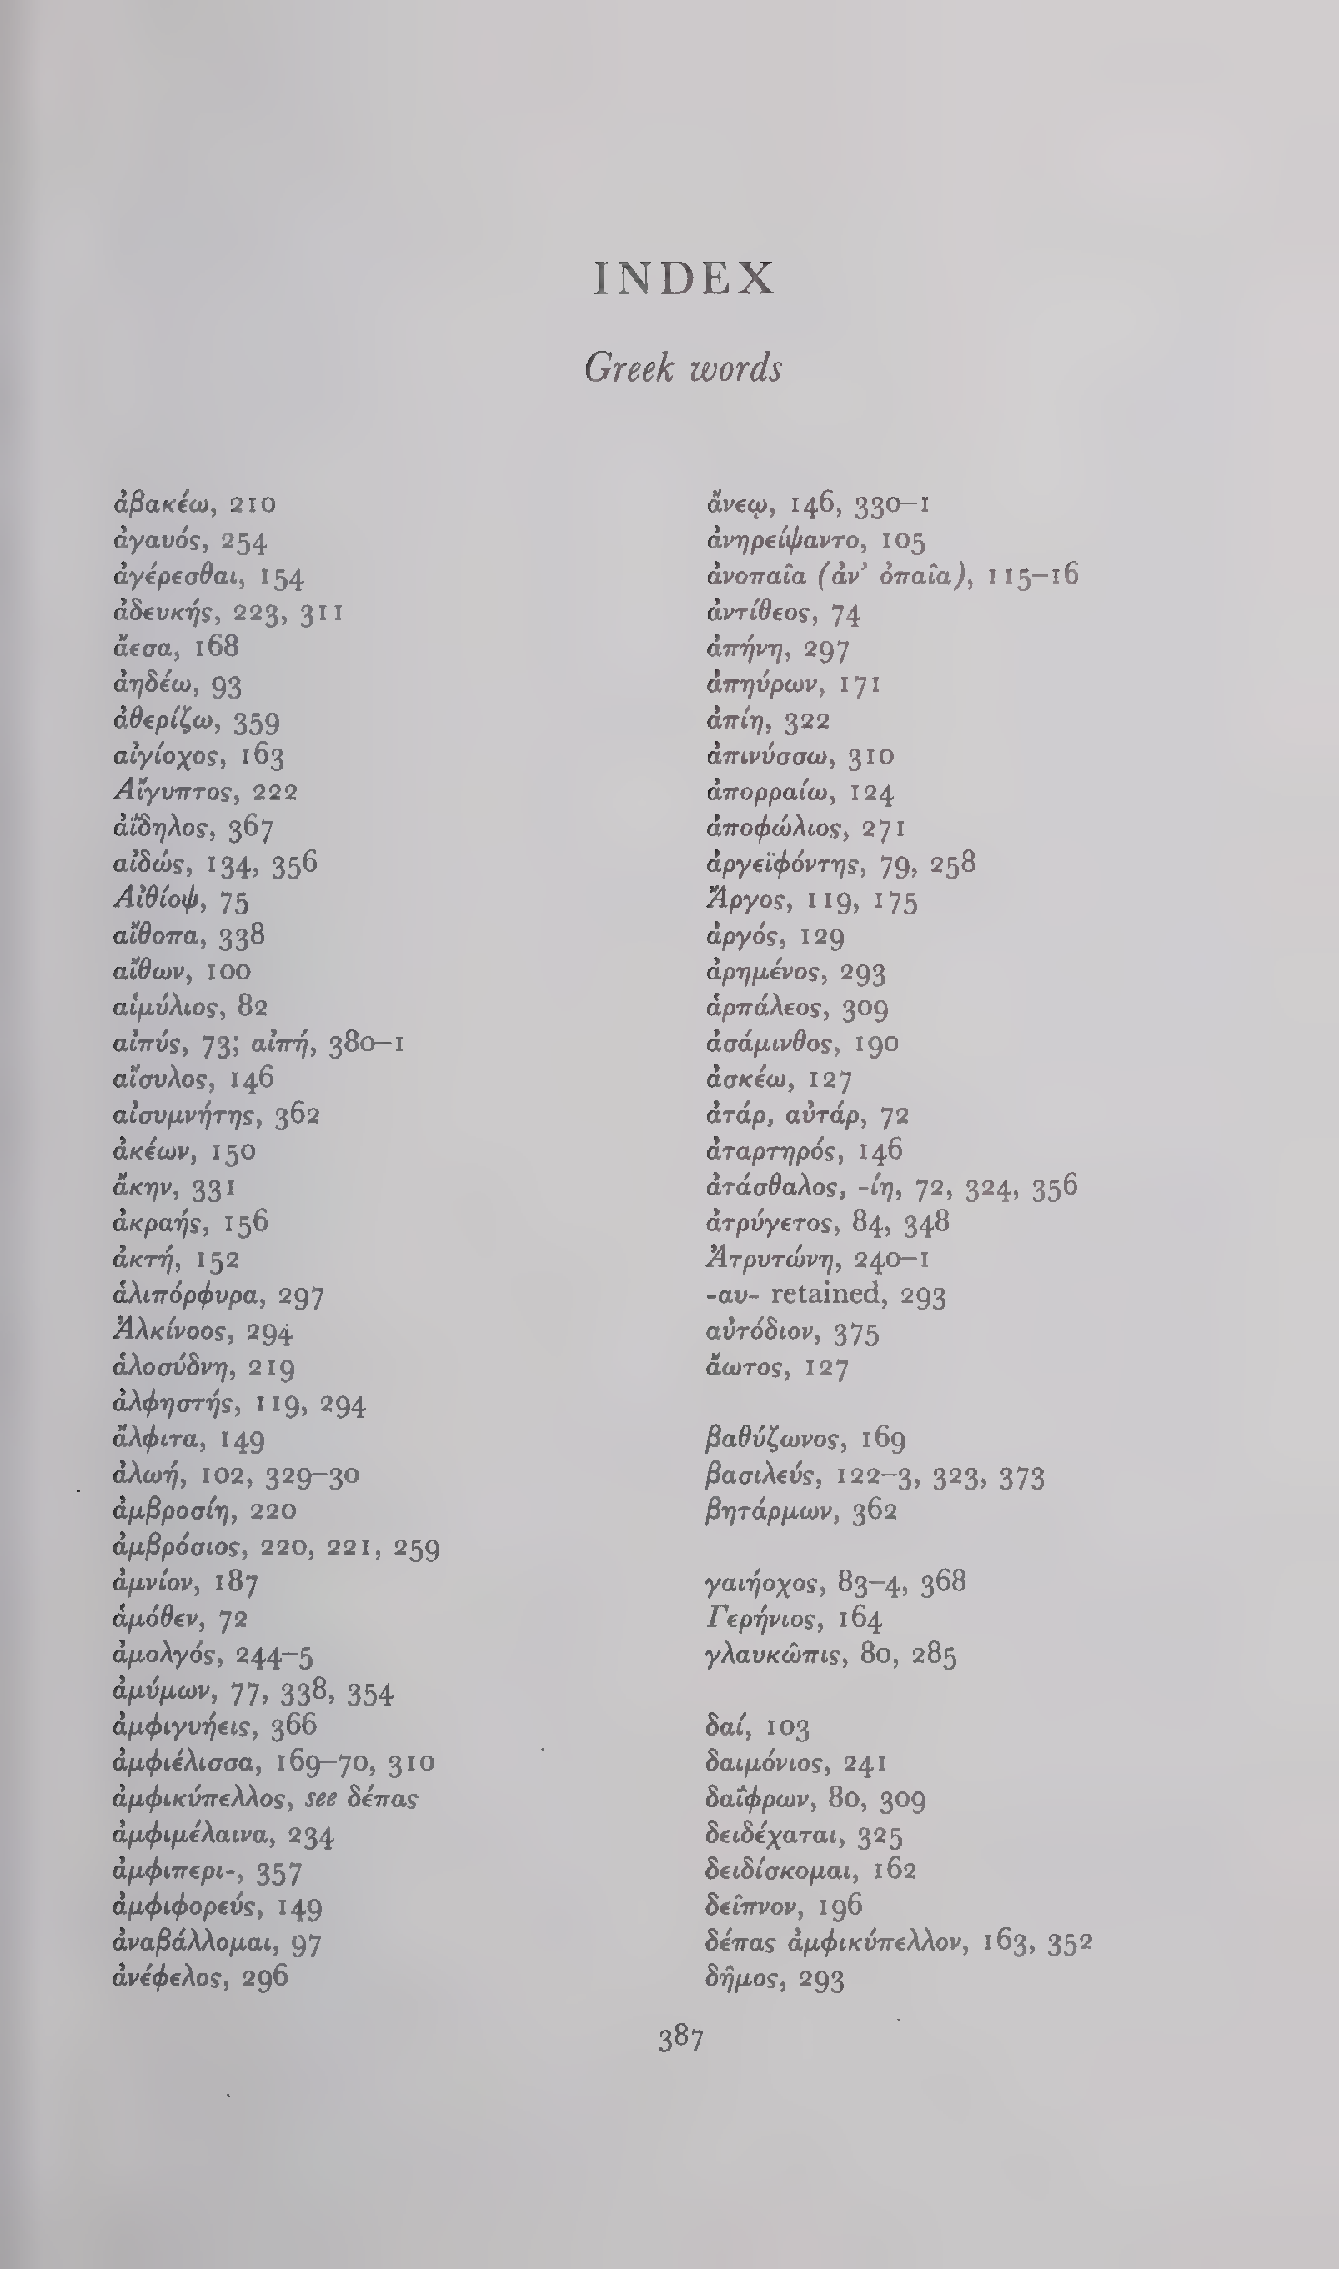 INDEX
Greek words
ἀβακέω, 210
ἀγαυός, 254
ἀγέρεσθαι, 154
ἀδευκής, 223, 311
ἄεσα, 168
ἀηδέω, 93
ἀθερίζω, 359
αἰγίοχος, 163
Αἴγυπτος, 222
ἀΐδηλος, 367
αἰδώς, 134, 356
Αἰθίοψ, 75
αἴθοπα, 338
αἴθων, 100
αἱμύλιος, 82
αἰπύς, 73; αἰπή, 380–1
αἴσυλος, 146
αἰσυμνήτης, 362
ἀκέων, 150
ἄκην, 331
ἀκραής, 156
ἀκτή, 152
ἁλιπόρφυρα, 297
Ἀλκίνοος, 294
ἁλοσύδνη, 219
ἀλφηστής, 119, 294
ἄλφιτα, 149
ἀλωή, 102, 329–30
ἀμβροσίη, 220
ἀμβρόσιος, 220, 221, 259
ἀμνίον, 187
ἁμόθεν, 72
ἀμολγός, 244–5
ἀμύμων, 77, 338, 354
ἀμφιγυήεις, 366
ἀμφιέλισσα, 169–70, 310
ἀμφικύπελλος, see δέπας
ἀμφιμέλαινα, 234
ἀμφιπερι-, 357
ἀμφιφορεύς, 149
ἀναβάλλομαι, 97
ἀνέφελος, 296
ἄνεῳ, 146, 330–1
ἀνηρείψαντο, 105
ἀνοπαῖα (ἀν’ ὀπαῖα), 115–16
ἀντίθεος, 74
ἀπήνη, 297
ἀπηύρων, 171
ἀπίη, 322
ἀπινύσσω, 310
ἀπορραίω, 124
ἀποφώλιος, 271
ἀργεϊφόντης, 79, 258
Ἄργος, 119, 175
ἀργός, 129
ἀρημένος, 293
ἁρπάλεος, 309
ἀσάμινθος, 190
ἀσκέω, 127
ἀτάρ, αὐτάρ, 72
ἀταρτηρός, 146
ἀτάσθαλος, -ίη, 72, 324, 356
ἀτρύγετος, 84, 348
Ἀτρυτώνη, 240–1
-αυ- retained, 293
αὐτόδιον, 375
ἄωτος, 127
βαθύζωνος, 169
βασιλεύς, 122–3, 323, 373
βητάρμων, 362
γαιήοχος, 83–4, 368
Γερήνιος, 164
γλαυκῶπις, 80, 285
δαί, 103
δαιμόνιος, 241
δαΐφρων, 80, 309
δειδέχαται, 325
δειδίσκομαι, 162
δεῖπνον, 196
δέπας ἀμφικύπελλον, 163, 352
δῆμος, 293
387